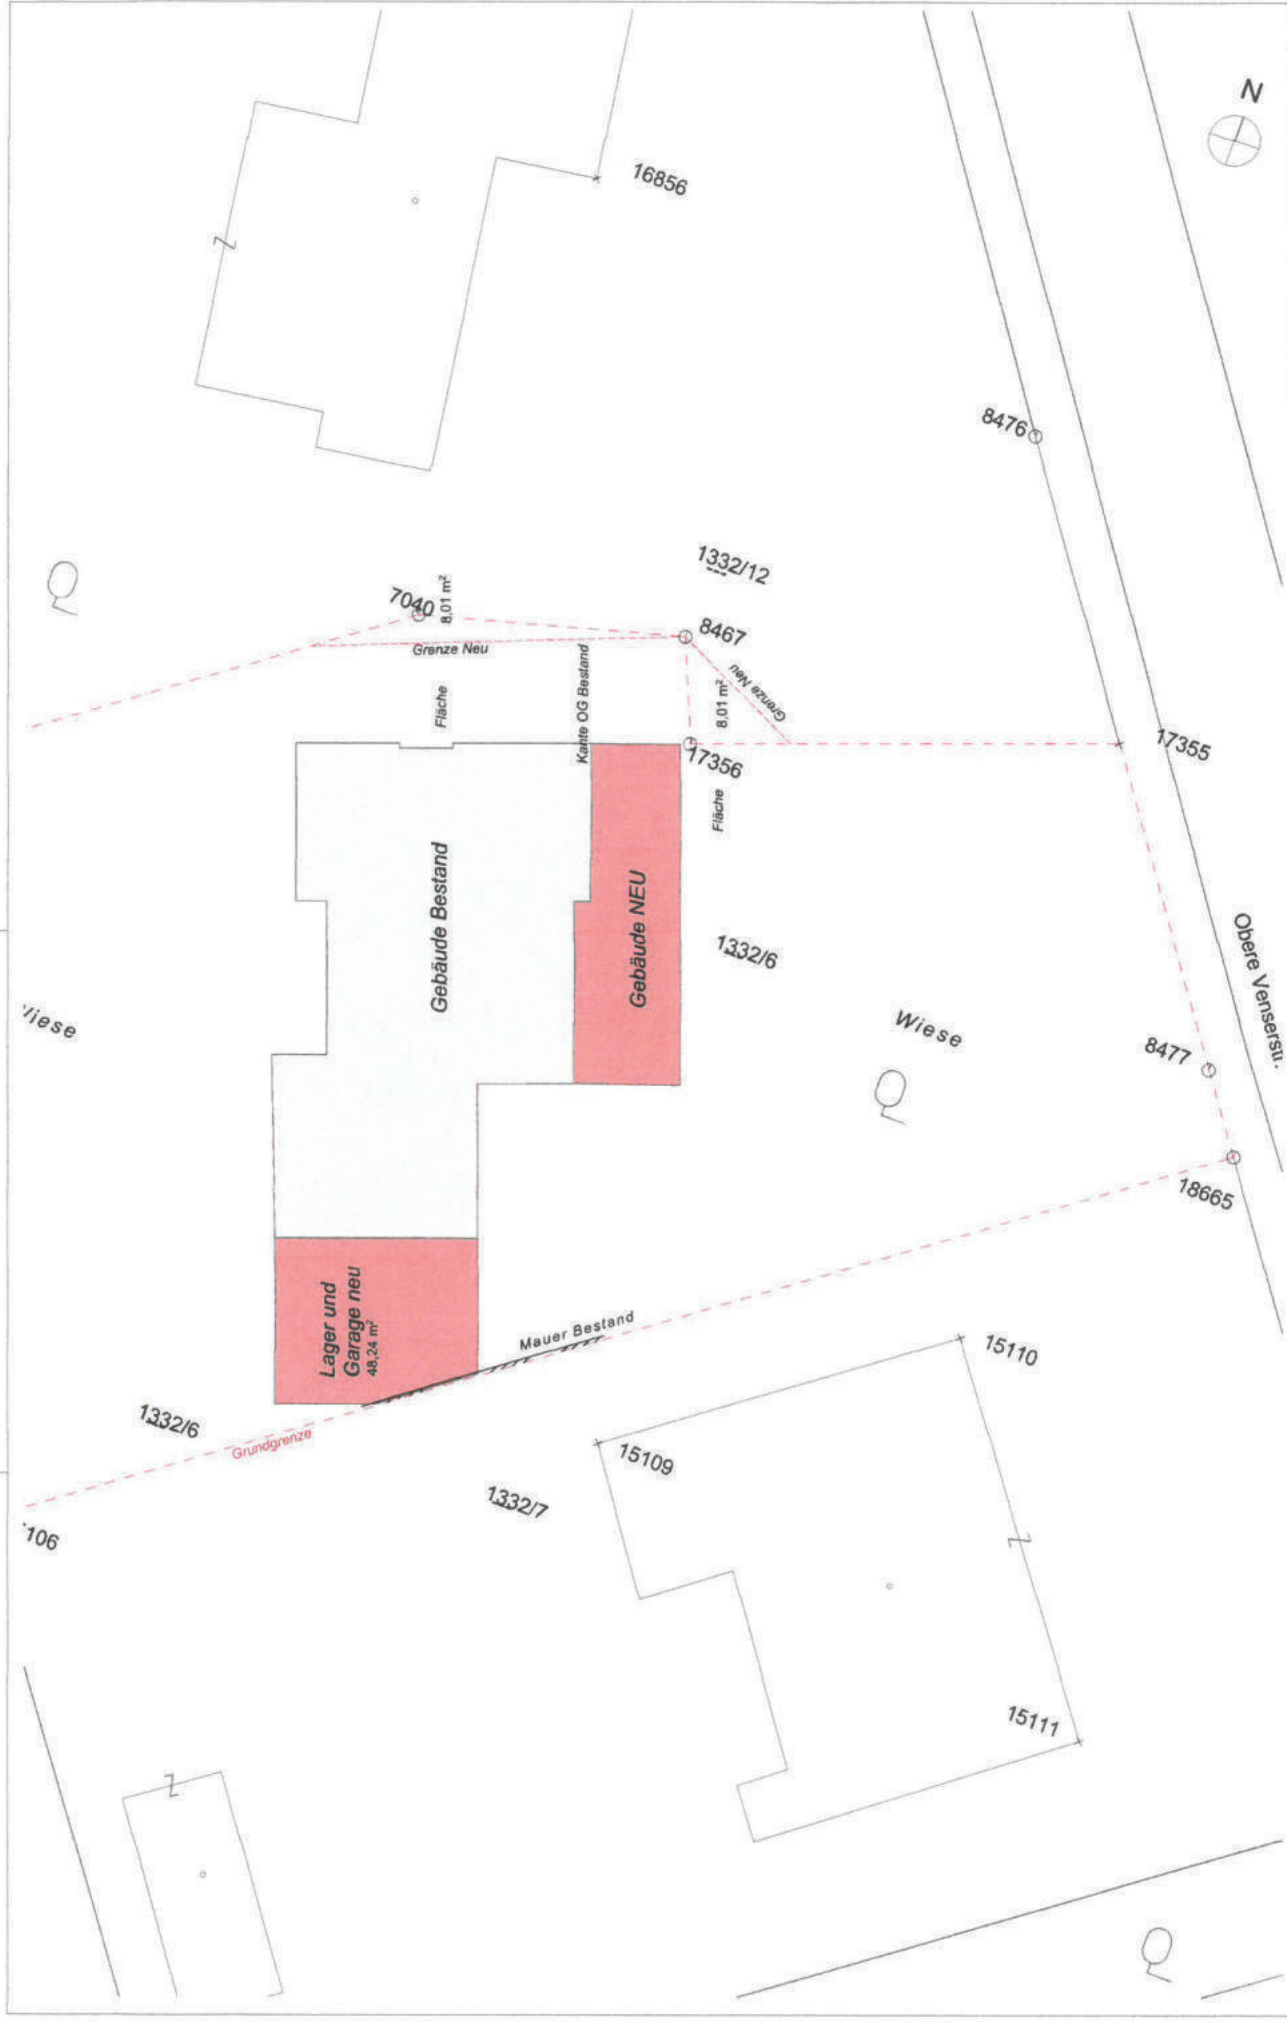 N
16856
8476
1332/12
7040
8,01 m²
8467
Grenze Neu
Grenze Neu
Kante OG Bestand
Fläche
8,01 m²
17356
17355
Fläche
Gebäude Bestand
Gebäude NEU
1332/6
Wiese
Obere
8477
18665
Lager und
Garage neu
48,24 m²
Mauer Bestand
15110
1332/6
Grundgrenze
15109
1332/7
106
15111